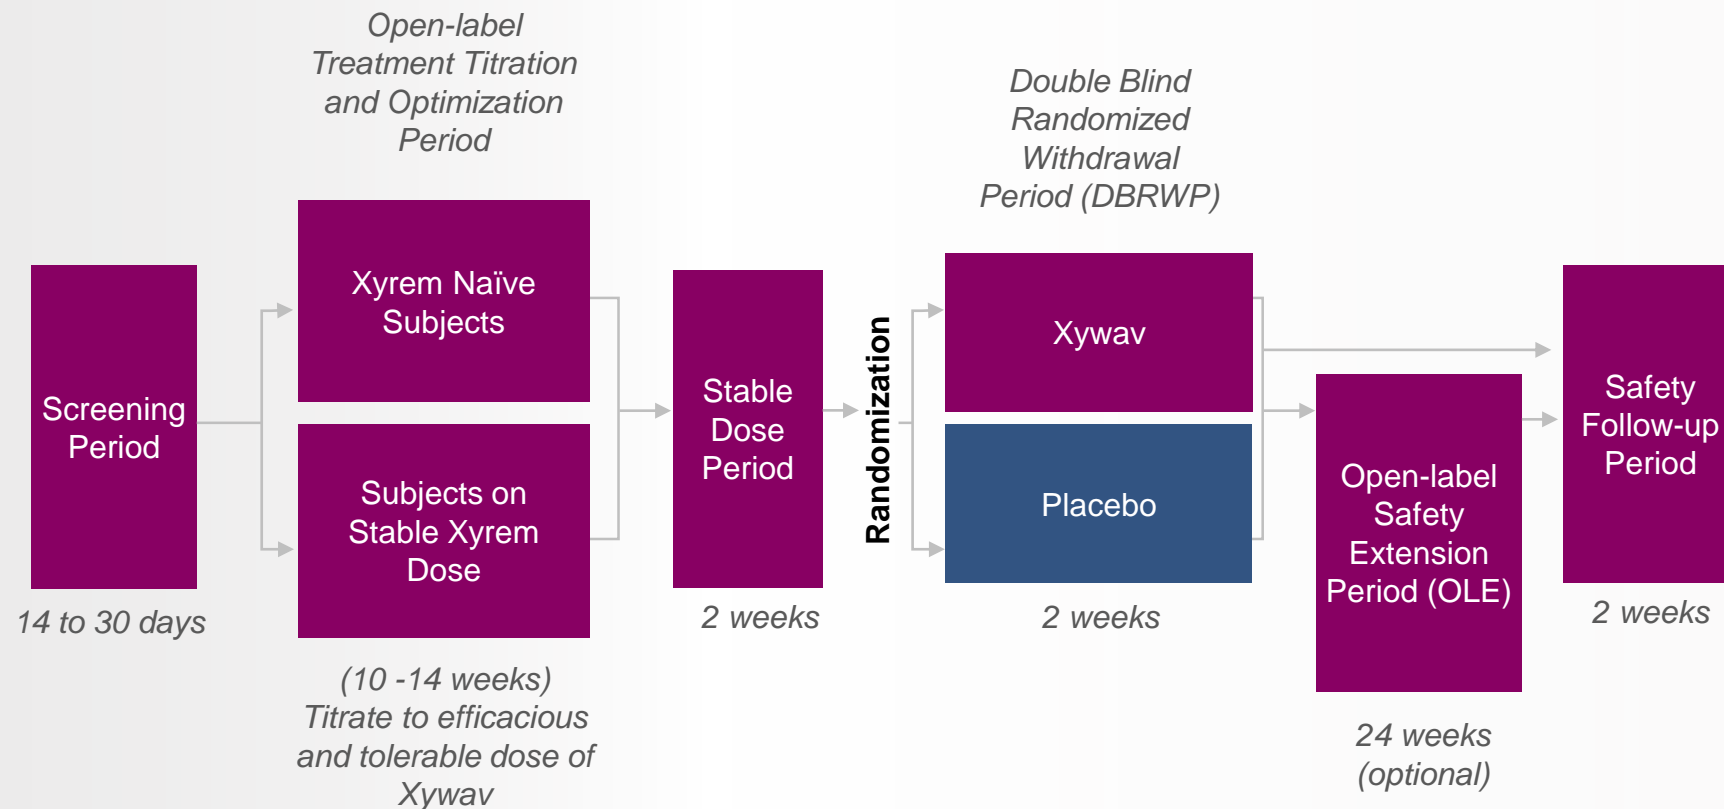 Open-label
Treatment Titration
and Optimization
Period
Double Blind
Randomized
Withdrawal
Period (DBRWP)
Screening
Period
14 to 30 days
Xyrem Naïve
Subjects
Subjects on
Stable Xyrem
Dose
(10 -14 weeks)
Titrate to efficacious
and tolerable dose of
Xywav
Stable
Dose
Period
2 weeks
Randomization
Xywav
Placebo
2 weeks
Open-label
Safety
Extension
Period (OLE)
24 weeks
(optional)
Safety
Follow-up
Period
2 weeks